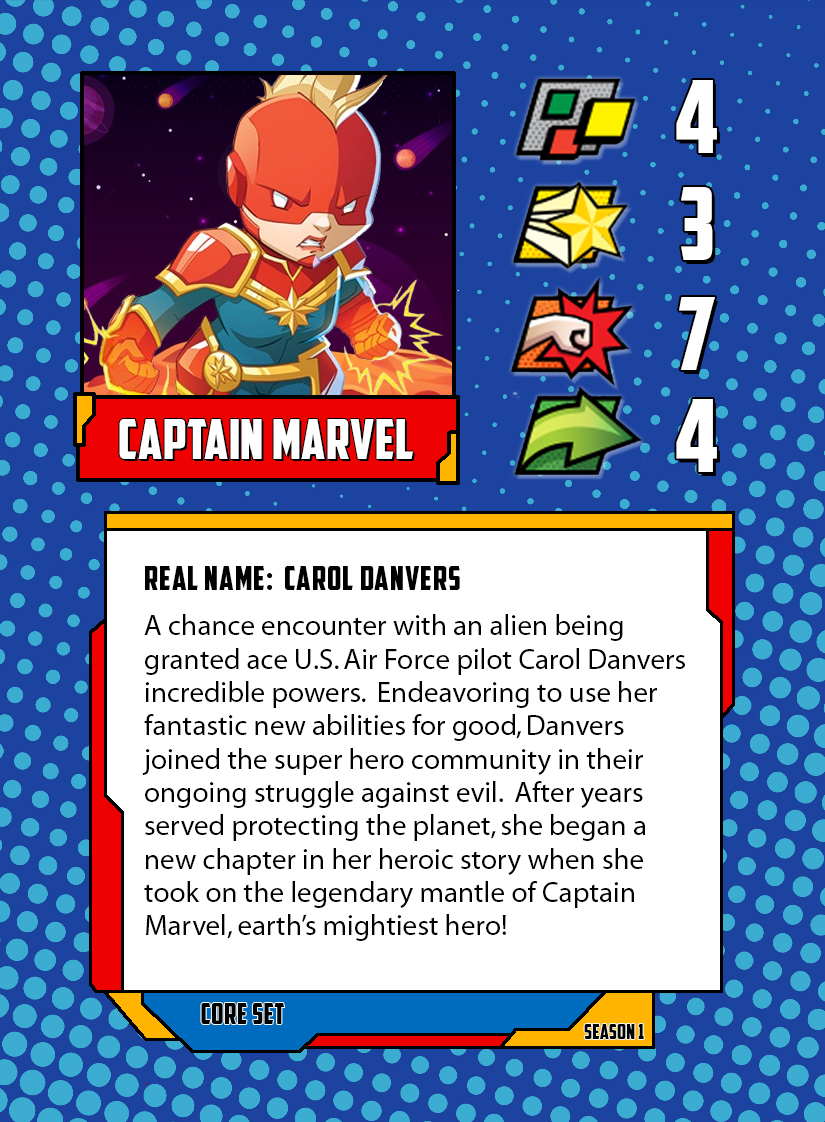 4
3
7
4
CAPTAIN MARVEL
REAL NAME: CAROL DANVERS
A chance encounter with an alien being
granted ace U.S. Air Force pilot Carol Danvers
incredible powers. Endeavoring to use her
fantastic new abilities for good, Danvers
joined the super hero community in their
ongoing struggle against evil. After years
served protecting the planet, she began a
new chapter in her heroic story when she
took on the legendary mantle of Captain
Marvel, earth's mightiest hero!
CORE SET
SEASON 1